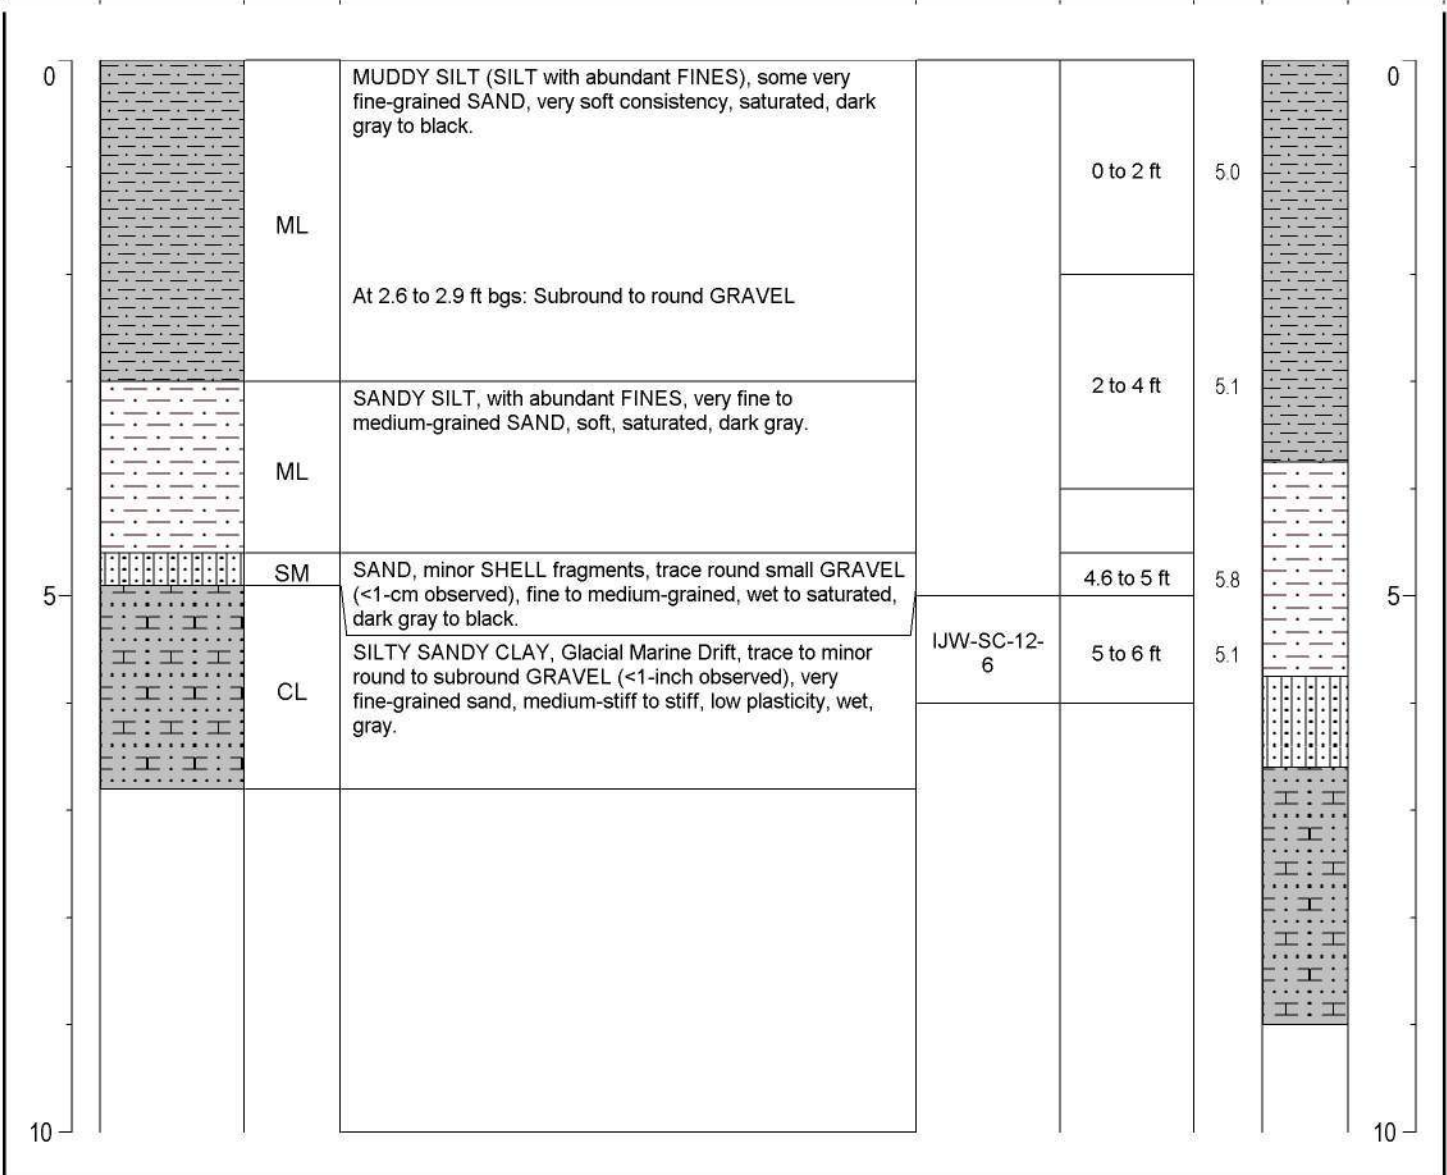 0
MUDDY SILT (SILT with abundant FINES), some very
fine-grained SAND, very soft consistency, saturated, dark
gray to black.
0
0 to 2 ft
5.0
ML
At 2.6 to 2.9 ft bgs: Subround to round GRAVEL
SANDY SILT, with abundant FINES, very fine to
medium-grained SAND, soft, saturated, dark gray.
2 to 4 ft
5.1
ML
SM
SAND, minor SHELL fragments, trace round small GRAVEL
(<1-cm observed), fine to medium-grained, wet to saturated,
dark gray to black.
4.6 to 5 ft
5.8
5
5
CL
SILTY SANDY CLAY, Glacial Marine Drift, trace to minor
round to subround GRAVEL (<1-inch observed), very
fine-grained sand, medium-stiff to stiff, low plasticity, wet,
gray.
IJW-SC-12-
6
5 to 6 ft
5.1
10
10